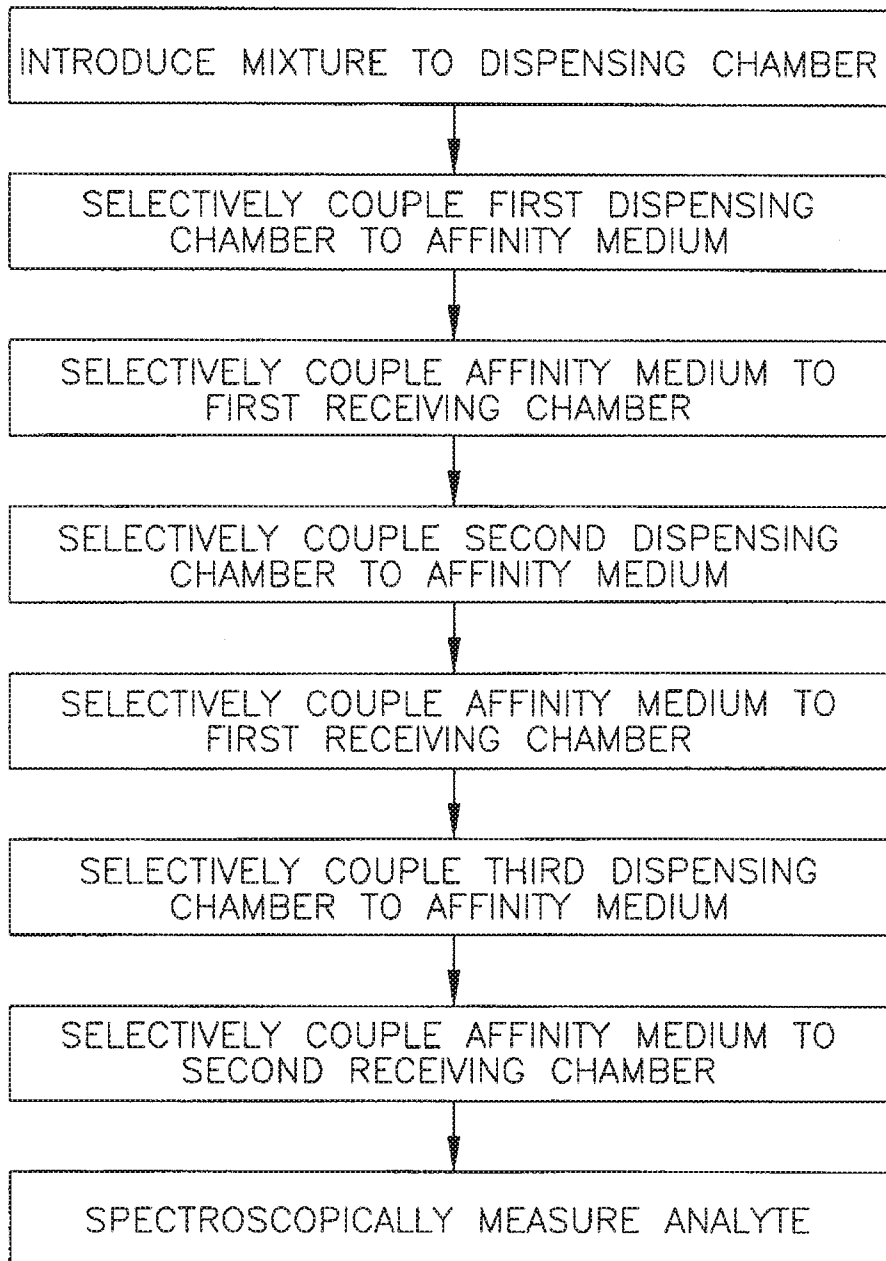 INTRODUCE MIXTURE TO DISPENSING CHAMBER
SELECTIVELY COUPLE FIRST DISPENSING
CHAMBER TO AFFINITY MEDIUM
SELECTIVELY COUPLE AFFINITY MEDIUM TO
FIRST RECEIVING CHAMBER
SELECTIVELY COUPLE SECOND DISPENSING
CHAMBER TO AFFINITY MEDIUM
SELECTIVELY COUPLE AFFINITY MEDIUM TO
FIRST RECEIVING CHAMBER
SELECTIVELY COUPLE THIRD DISPENSING
CHAMBER TO AFFINITY MEDIUM
SELECTIVELY COUPLE AFFINITY MEDIUM TO
SECOND RECEIVING CHAMBER
SPECTROSCOPICALLY MEASURE ANALYTE